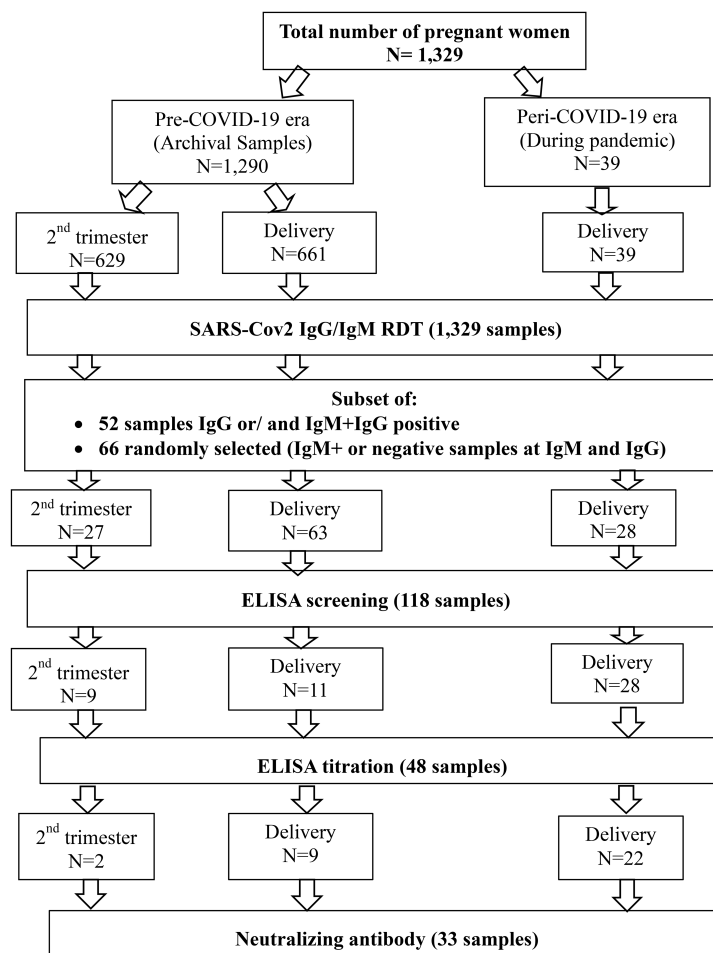 Total number of pregnant women
N= 1,329
Pre-COVID-19 era
(Archival Samples)
N=1,290
Peri-COVID-19 era
(During pandemic)
N=39
2nd trimester
N=629
Delivery
N=661
Delivery
N=39
SARS-Cov2 IgG/IgM RDT (1,329 samples)
Subset of:
• 52 samples IgG or/ and IgM+IgG positive
• 66 randomly selected (IgM+ or negative samples at IgM and IgG)
2nd trimester
N=27
Delivery
N=63
Delivery
N=28
ELISA screening (118 samples)
2nd trimester
N=9
Delivery
N=11
Delivery
N=28
ELISA titration (48 samples)
2nd trimester
N=2
Delivery
N=9
Delivery
N=22
Neutralizing antibody (33 samples)